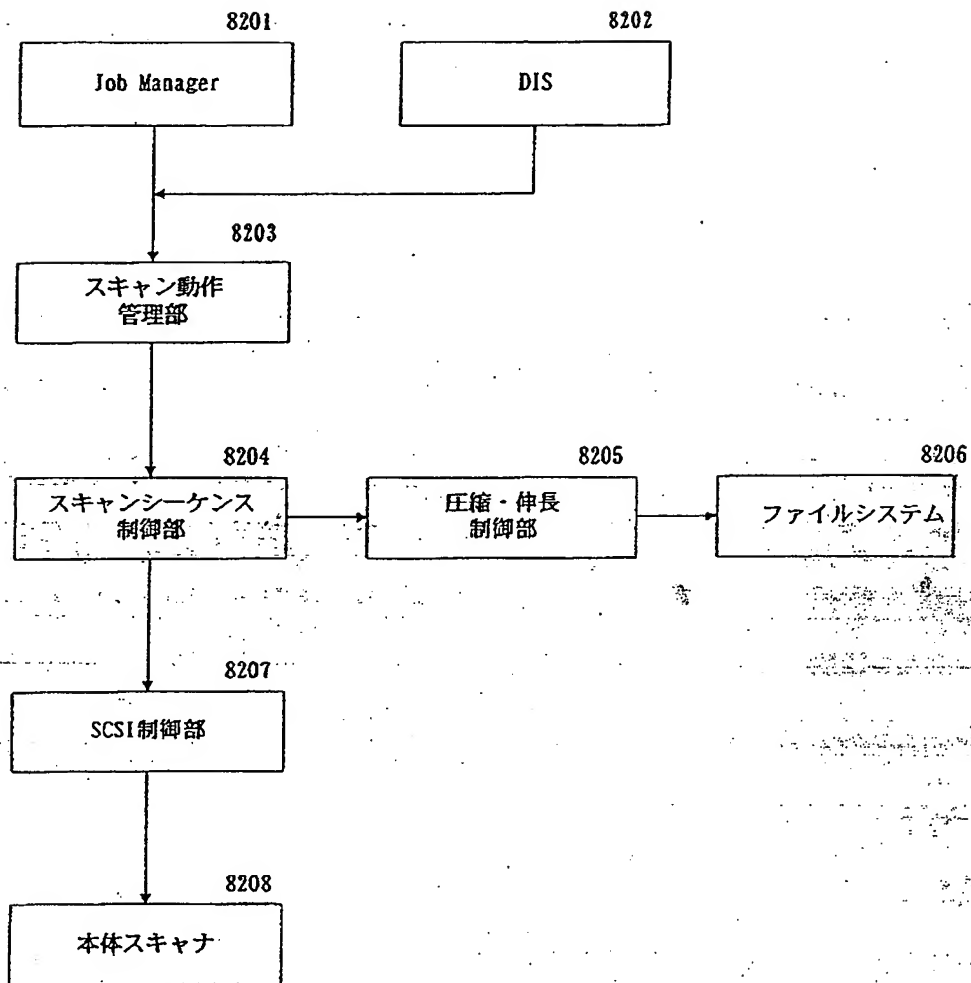 8201
8202
Job Manager
DIS
8203
スキャン動作
管理部
8204
8205
8206
スキャンシーケンス
制御部
圧縮・伸長
制御部
ファイルシステム
8207
SCSI制御部
8208
本体スキャナ